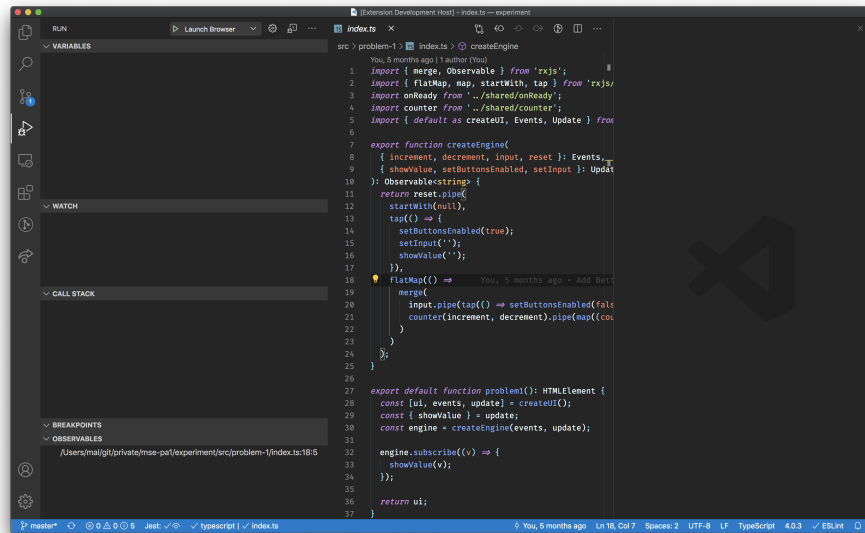 [Extension Development Host] - index.ts — experiment
RUN
Launch Browser
VARIABLES
WATCH
CALL STACK
BREAKPOINTS
OBSERVABLES
/Users/mal/git/private/mse-pa1/experiment/src/problem-1/index.ts:18:5
1
index.ts
src > problem-1 > index.ts > createEngine
You, 5 months ago | 1 author (You)
1 import { merge, Observable } from 'rxjs';
2 import { flatMap, map, startWith, tap } from 'rxjs/
3 import onReady from '../shared/onReady';
4 import counter from '../shared/counter';
5 import { default as createUI, Events, Update } from
6
7 export function createEngine(
8 { increment, decrement, input, reset }: Events,
9 { showValue, setButtonsEnabled, setInput }: Updat
10 ): Observable<string> {
11 return reset.pipe(
12 startWith(null),
13 tap(() ⇒ {
14 setButtonsEnabled(true);
15 setInput('');
16 showValue('');
17 }),
18 flatMap(() ⇒ You, 5 months ago • Add Bett
19 merge(
20 input.pipe(tap(() ⇒ setButtonsEnabled(fals
21 counter(increment, decrement).pipe(map((cou
22 )
23 )
24 );
25 }
26
27 export default function problem1(): HTMLElement {
28 const [ui, events, update] = createUI();
29 const { showValue } = update;
30 const engine = createEngine(events, update);
31
32 engine.subscribe((v) ⇒ {
33 showValue(v);
34 });
35
36 return ui;
37 }
master* 0 0 5 Jest: typescript | index.ts You, 5 months ago Ln 18, Col 7 Spaces: 2 UTF-8 LF TypeScript 4.0.3 ESLint